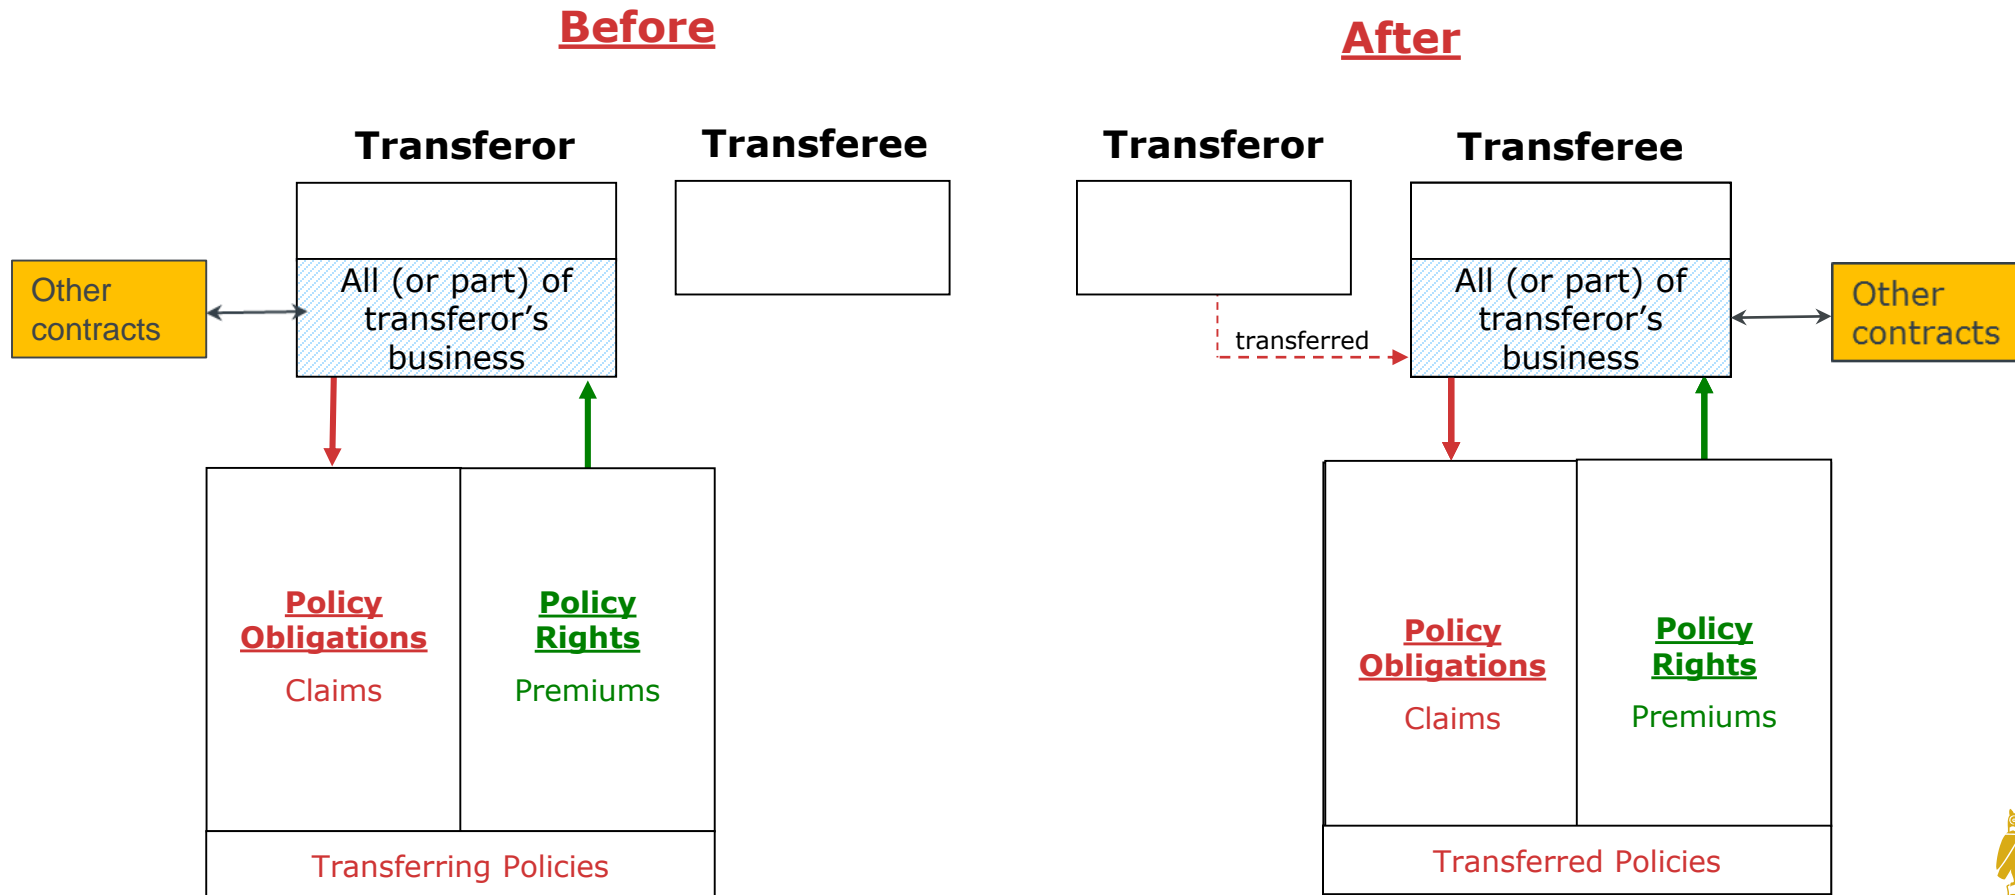 Before
After
Transferor
Transferee
Transferor
Transferee
Other
contracts
All (or part) of
transferor’s
business
transferred
All (or part) of
transferor’s
business
Other
contracts
Policy
Obligations
Claims
Policy
Rights
Premiums
Policy
Obligations
Claims
Policy
Rights
Premiums
Transferring Policies
Transferred Policies